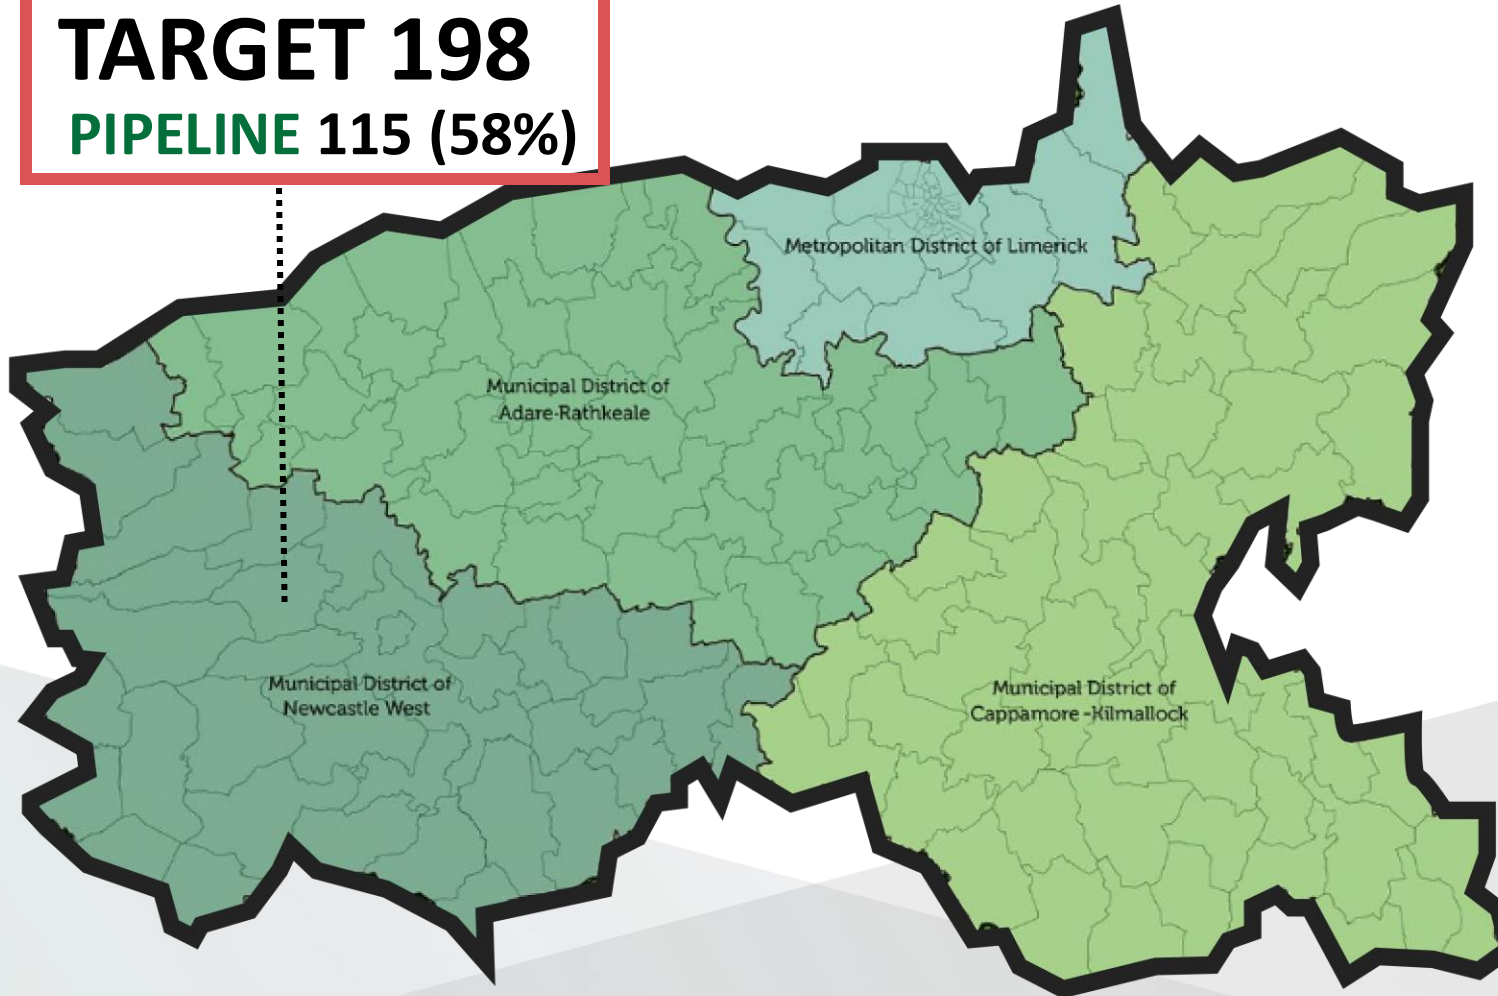 TARGET 198
PIPELINE 115 (58%)
Metropolitan District of Limerick
Municipal District of
Adare-Rathkeale
Municipal District of
Newcastle West
Municipal District of
Cappamore -Kilmallock